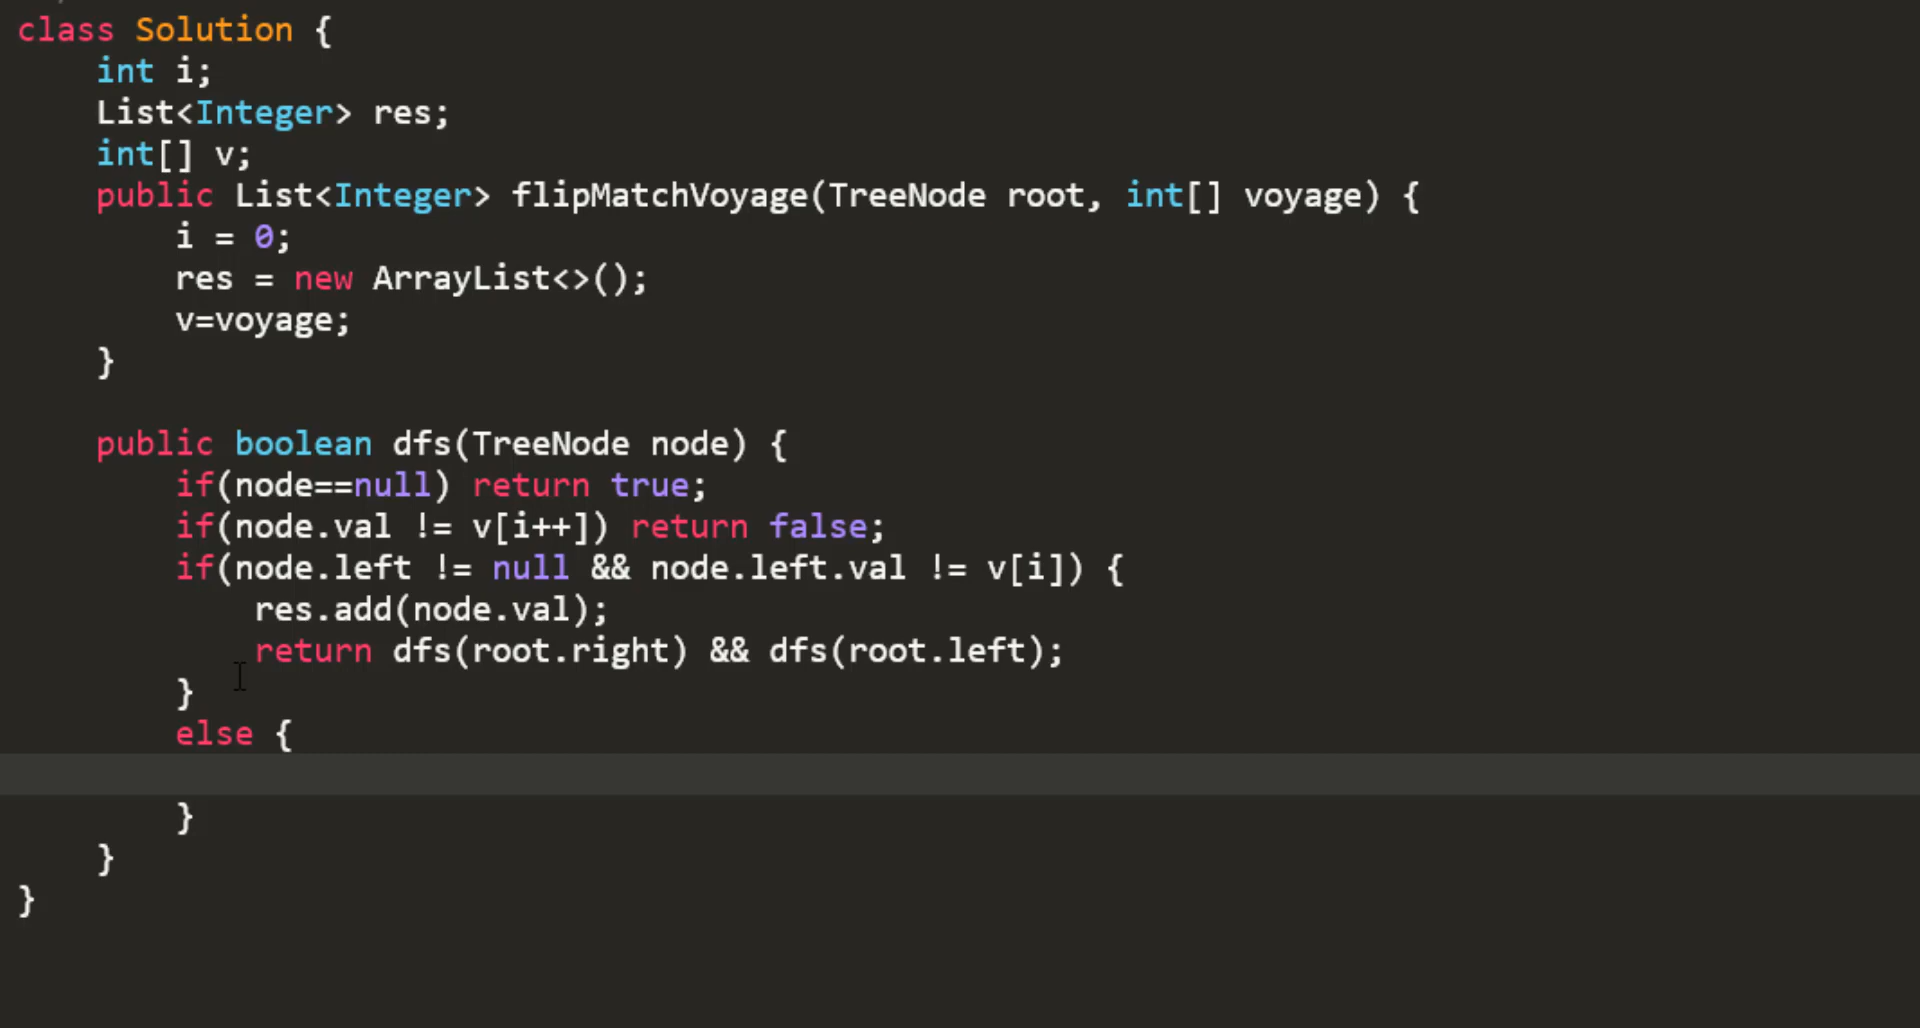 class Solution {
    int i;
    List<Integer> res;
    int[] v;
    public List<Integer> flipMatchVoyage(TreeNode root, int[] voyage) {
        i = 0;
        res = new ArrayList<>();
        v=voyage;
    }
    public boolean dfs(TreeNode node) {
        if(node==null) return true;
        if(node.val != v[i++]) return false;
        if(node.left != null && node.left.val != v[i]) {
            res.add(node.val);
            return dfs(root.right) && dfs(root.left);
        }
        else {
        }
    }
}